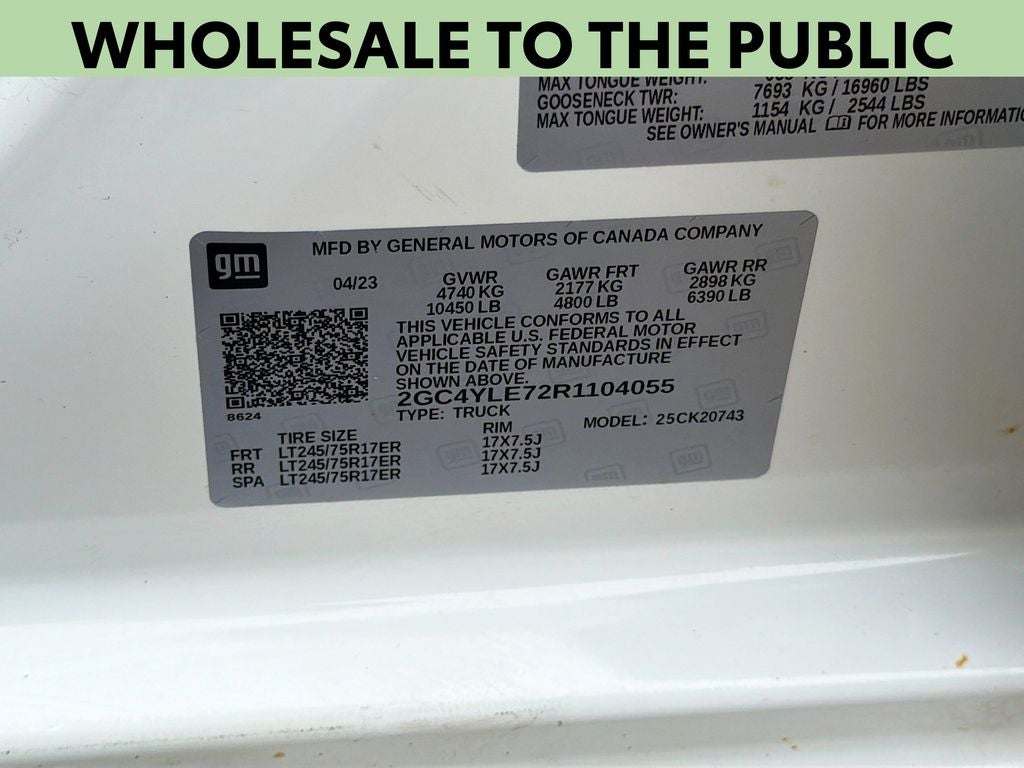 WHOLESALE TO THE PUBLIC
MAX TONGUE WEIGHT:
GOOSENECK TWR: 7693 KG / 16960 LBS
MAX TONGUE WEIGHT: 1154 KG / 2544 LBS
SEE OWNER'S MANUAL FOR MORE INFORMATIO
gm
MFD BY GENERAL MOTORS OF CANADA COMPANY
04/23 GVWR GAWR FRT GAWR RR
4740 KG 2177 KG 2898 KG
10450 LB 4800 LB 6390 LB
THIS VEHICLE CONFORMS TO ALL
APPLICABLE U.S. FEDERAL MOTOR
VEHICLE SAFETY STANDARDS IN EFFECT
ON THE DATE OF MANUFACTURE
SHOWN ABOVE.
2GC4YLE72R1104055
8624
TYPE: TRUCK
MODEL: 25CK20743
TIRE SIZE RIM
FRT LT245/75R17ER 17X7.5J
RR LT245/75R17ER 17X7.5J
SPA LT245/75R17ER 17X7.5J